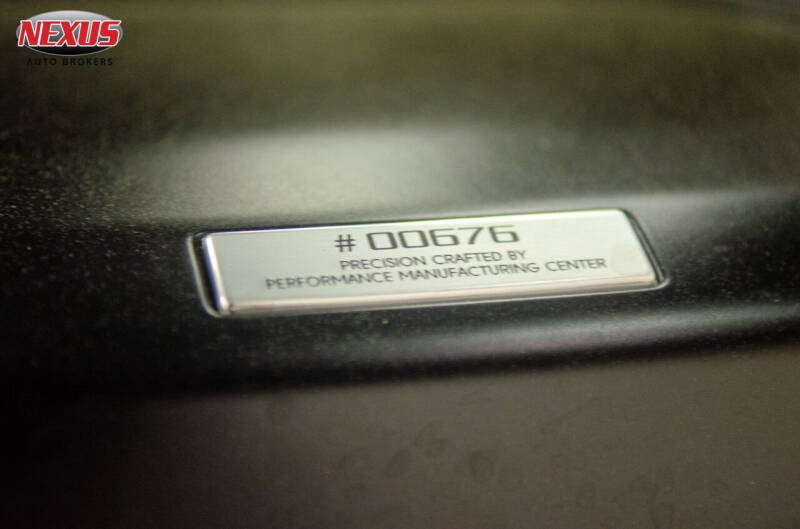 NEXUS
AUTO BROKERS
# 00676
PRECISION CRAFTED BY
PERFORMANCE MANUFACTURING CENTER